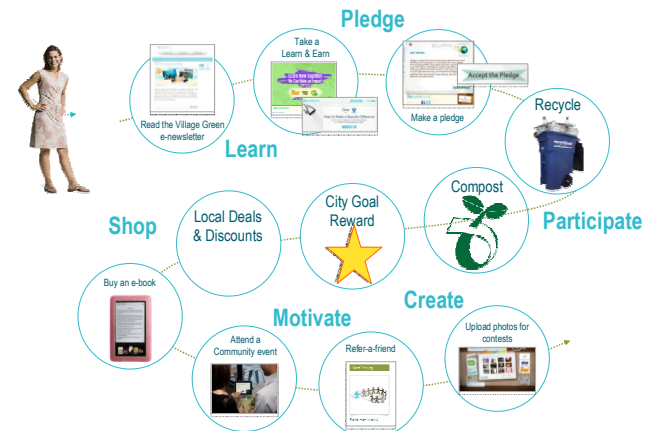 Pledge
Take a
Learn & Earn
Accept the Pledge
Make a pledge
Read the Village Green
e-newsletter
Learn
Recycle
Compost
Participate
City Goal
Reward
Local Deals
& Discounts
Shop
Buy an e-book
Motivate
Attend a
Community event
Refer-a-friend
Create
Upload photos for
contests